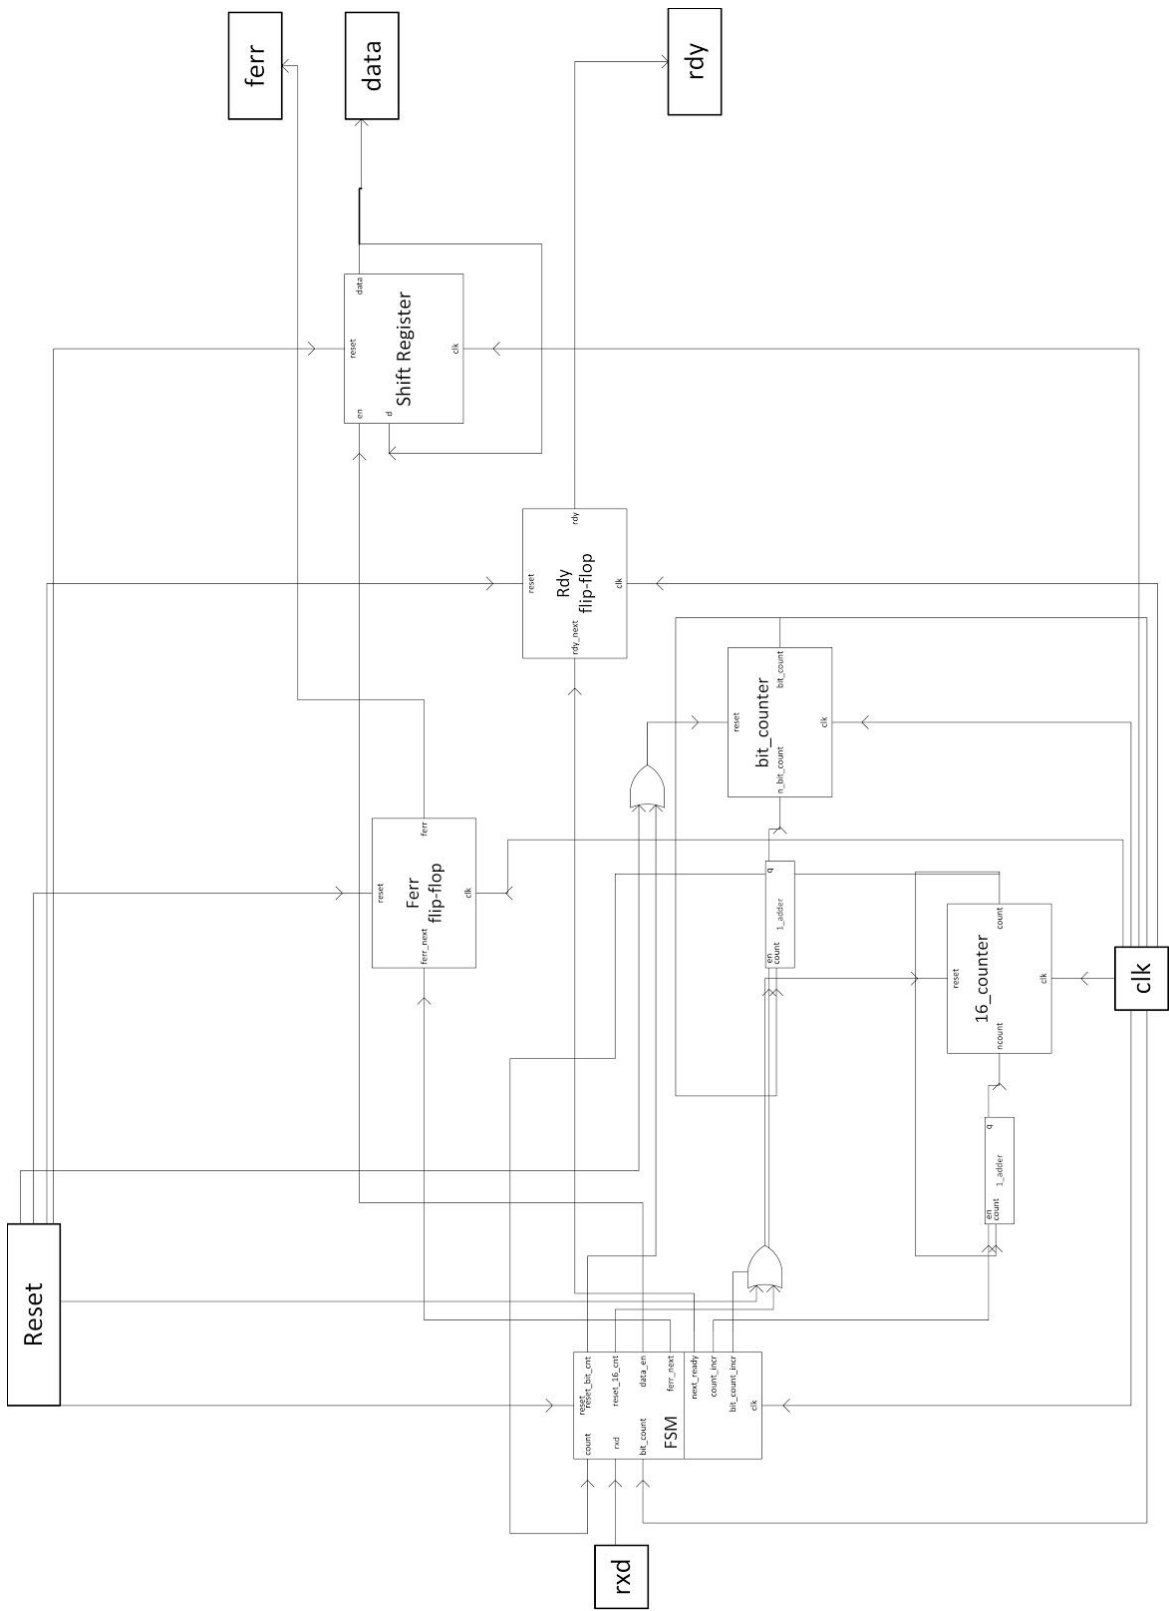 Reset
rxd
clk
ferr
data
rdy
FSM
count
rxd
bit_count
reset
reset_bit_cnt
reset_16_cnt
data_en
ferr_next
next_ready
count_incr
bit_count_incr
clk
Ferr
flip-flop
ferr_next
reset
clk
ferr
Rdy
flip-flop
rdy_next
reset
clk
rdy
Shift Register
en
d
reset
clk
data
bit_counter
n_bit_count
reset
clk
bit_count
en
count
1_adder
q
16_counter
ncount
reset
clk
count
en
count
1_adder
q